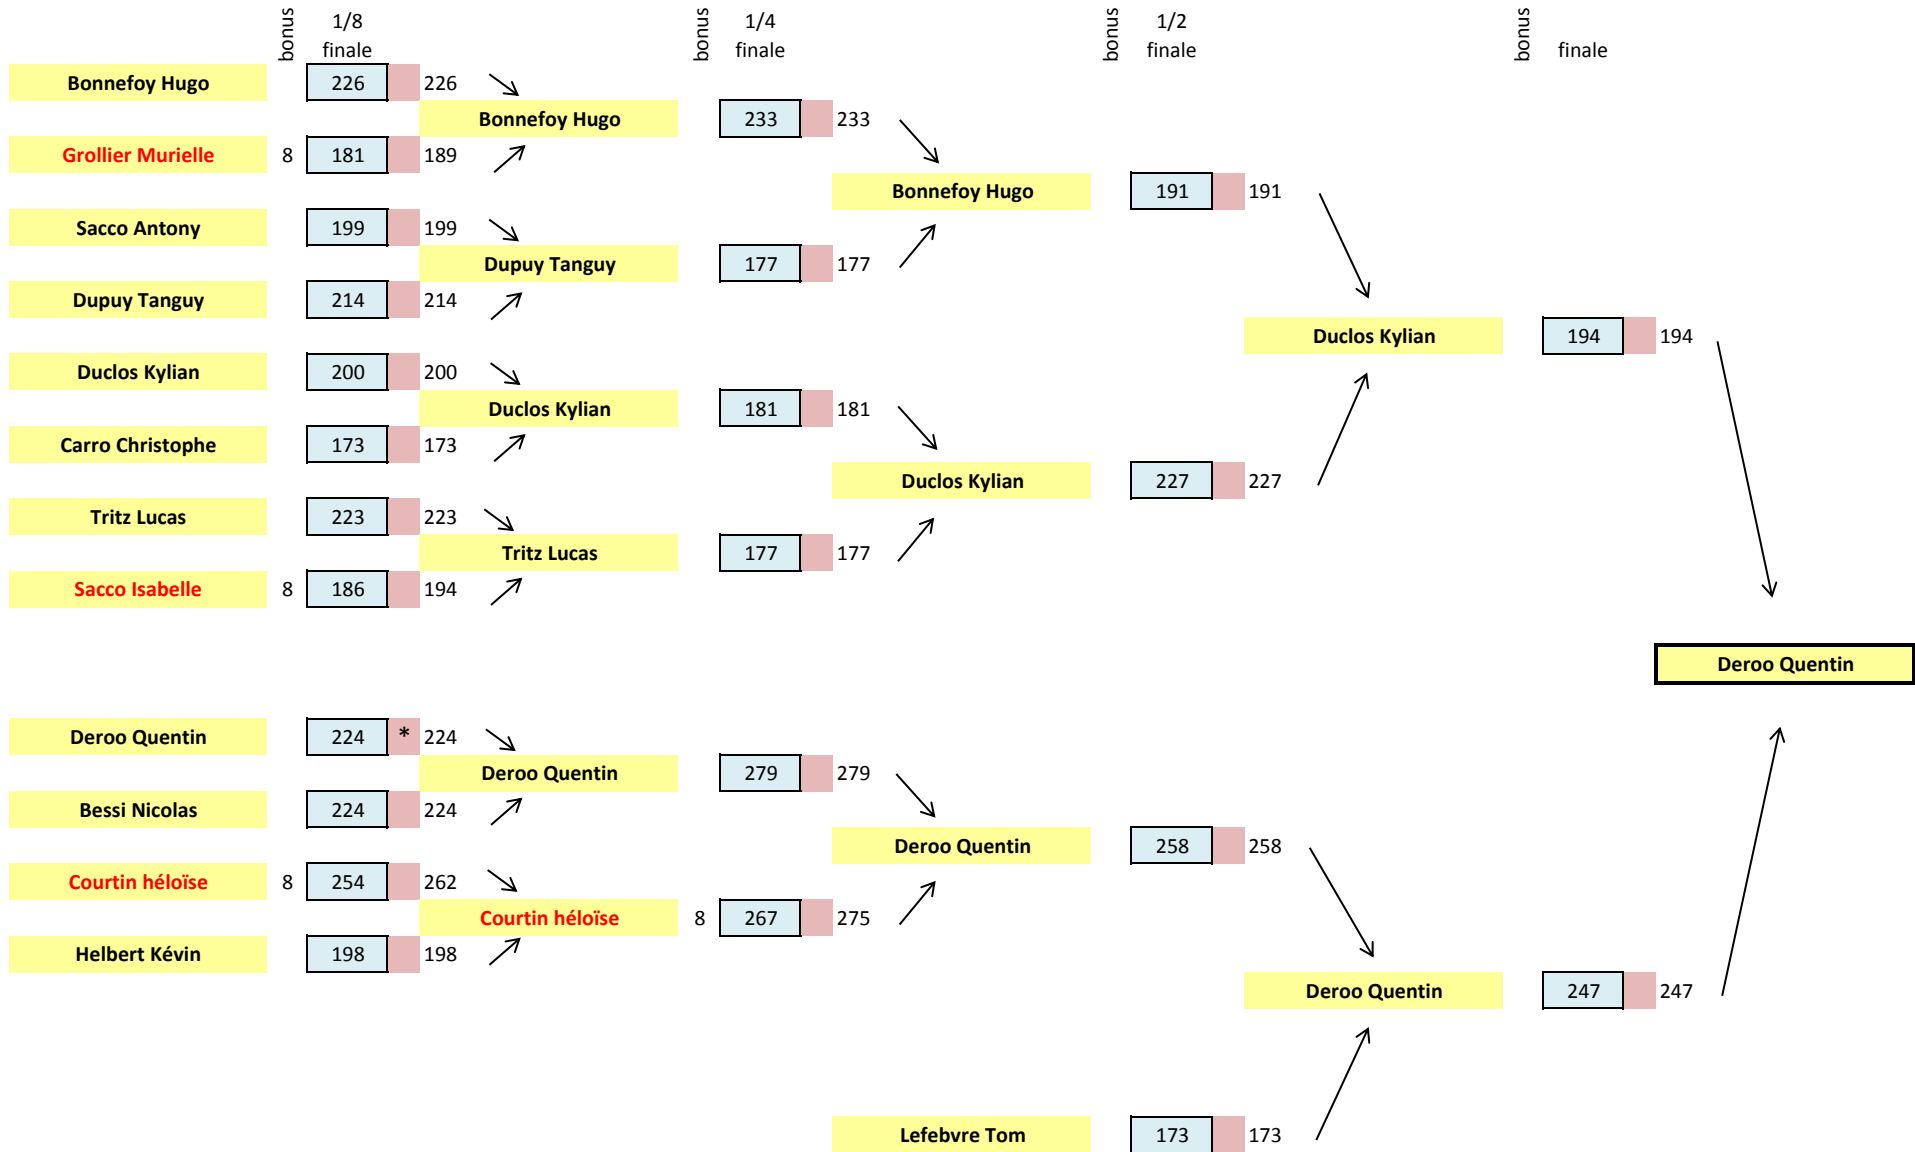 bonus 1/8 finale bonus 1/4 finale bonus 1/2 finale bonus finale
Bonnefoy Hugo 226 226
Bonnefoy Hugo 233 233
Grollier Murielle 8 181 189
Bonnefoy Hugo 191 191
Sacco Antony 199 199
Dupuy Tanguy 177 177
Dupuy Tanguy 214 214
Duclos Kylian 194 194
Duclos Kylian 200 200
Duclos Kylian 181 181
Carro Christophe 173 173
Duclos Kylian 227 227
Tritz Lucas 223 223
Tritz Lucas 177 177
Sacco Isabelle 8 186 194
Deroo Quentin
Deroo Quentin 224 * 224
Deroo Quentin 279 279
Bessi Nicolas 224 224
Deroo Quentin 258 258
Courtin héloïse 8 254 262
Courtin héloïse 8 267 275
Helbert Kévin 198 198
Deroo Quentin 247 247
Lefebvre Tom 173 173